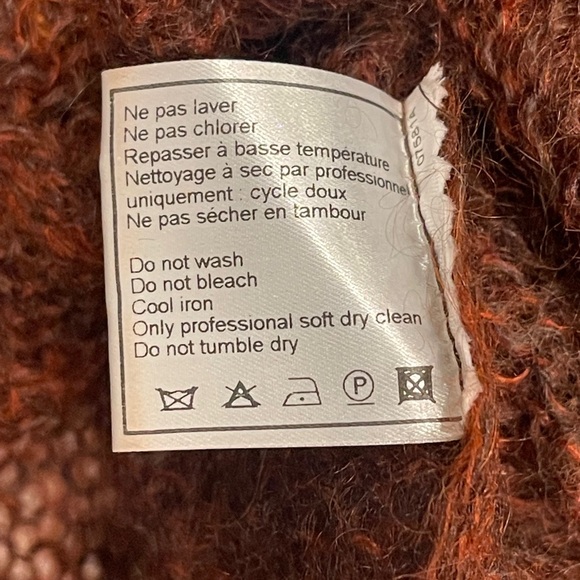 Ne pas laver
Ne pas chlorer
Repasser à basse température
Nettoyage à sec par professionnel
uniquement : cycle doux
Ne pas sécher en tambour
Do not wash
Do not bleach
Cool iron
Only professional soft dry clean
Do not tumble dry
P